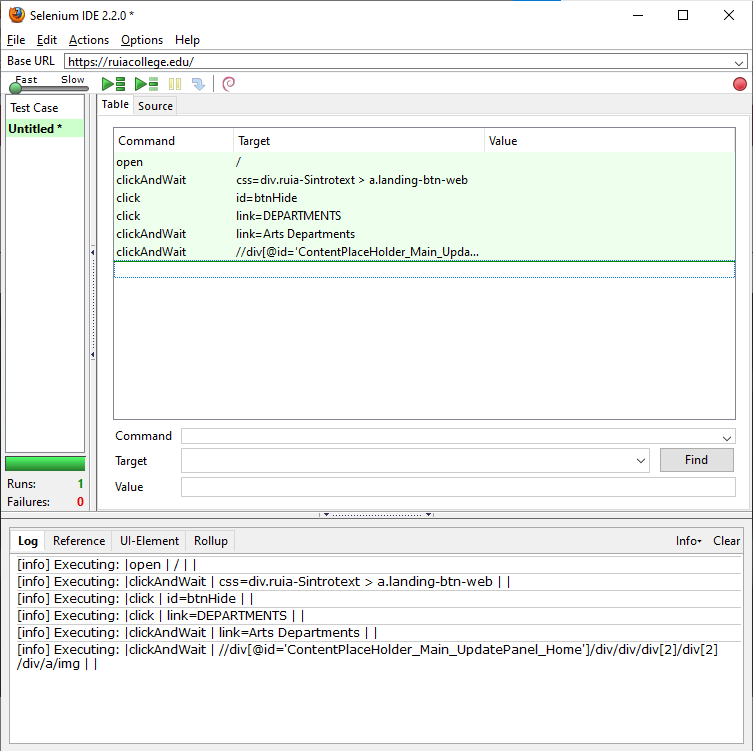 Selenium IDE 2.2.0 *
File Edit Actions Options Help
Base URL https://ruiacollege.edu/
Fast Slow
Test Case
Untitled *
Table Source
Command Target Value
open /
clickAndWait css=div.ruia-Sintrotext > a.landing-btn-web
click id=btnHide
click link=DEPARTMENTS
clickAndWait link=Arts Departments
clickAndWait //div[@id='ContentPlaceHolder_Main_Upda...
Command
Target Find
Value
Runs: 1
Failures: 0
Log Reference UI-Element Rollup Info Clear
[info] Executing: |open | / | |
[info] Executing: |clickAndWait | css=div.ruia-Sintrotext > a.landing-btn-web | |
[info] Executing: |click | id=btnHide | |
[info] Executing: |click | link=DEPARTMENTS | |
[info] Executing: |clickAndWait | link=Arts Departments | |
[info] Executing: |clickAndWait | //div[@id='ContentPlaceHolder_Main_UpdatePanel_Home']/div/div/div[2]/div[2]
/div/a/img | |